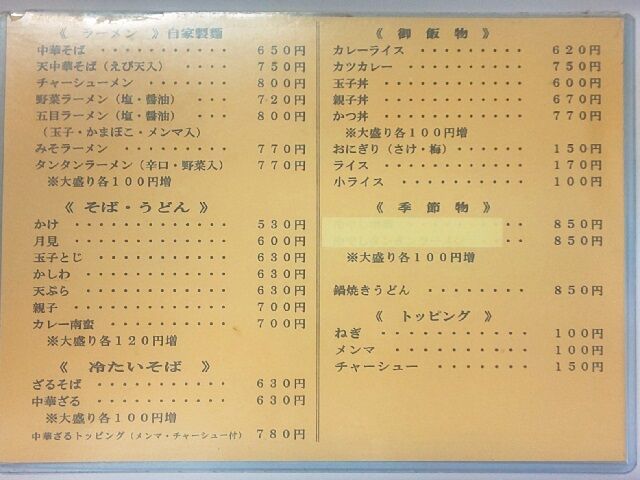 《 ラーメン 》自家製麺
中華そば ・・・・・・・・・・・ 650円
天中華そば（えび天入）・・・・ 750円
チャーシューメン ・・・・・・・ 800円
野菜ラーメン（塩・醤油） ・・・ 720円
五目ラーメン（塩・醤油） ・・・ 800円
（玉子・かまぼこ・メンマ入）
みそラーメン ・・・・・・・・・ 770円
タンタンラーメン（辛口・野菜入） 770円
※大盛り各100円増
《 そば・うどん 》
かけ ・・・・・・・・・・・・・ 530円
月見 ・・・・・・・・・・・・・ 600円
玉子とじ ・・・・・・・・・・・ 630円
かしわ ・・・・・・・・・・・・ 630円
天ぷら ・・・・・・・・・・・・ 630円
親子 ・・・・・・・・・・・・・ 700円
カレー南蛮 ・・・・・・・・・・ 700円
※大盛り各120円増
《 冷たいそば 》
ざるそば ・・・・・・・・・・・ 630円
中華ざる ・・・・・・・・・・・ 630円
※大盛り各100円増
中華ざるトッピング（メンマ・チャーシュー付） 780円
《 御飯物 》
カレーライス ・・・・・・・・・ 620円
カツカレー ・・・・・・・・・・ 750円
玉子丼 ・・・・・・・・・・・・ 600円
親子丼 ・・・・・・・・・・・・ 670円
かつ丼 ・・・・・・・・・・・・ 770円
※大盛り各100円増
おにぎり（さけ・梅）・・・・・・ 150円
ライス ・・・・・・・・・・・・ 170円
小ライス ・・・・・・・・・・・ 100円
《 季節物 》
・・ 850円
・・ 850円
※大盛り各100円増
鍋焼きうどん ・・・・・・・・・ 850円
《 トッピング 》
ねぎ ・・・・・・・・・・・・・ 100円
メンマ ・・・・・・・・・・・・ 100円
チャーシュー ・・・・・・・・・ 150円